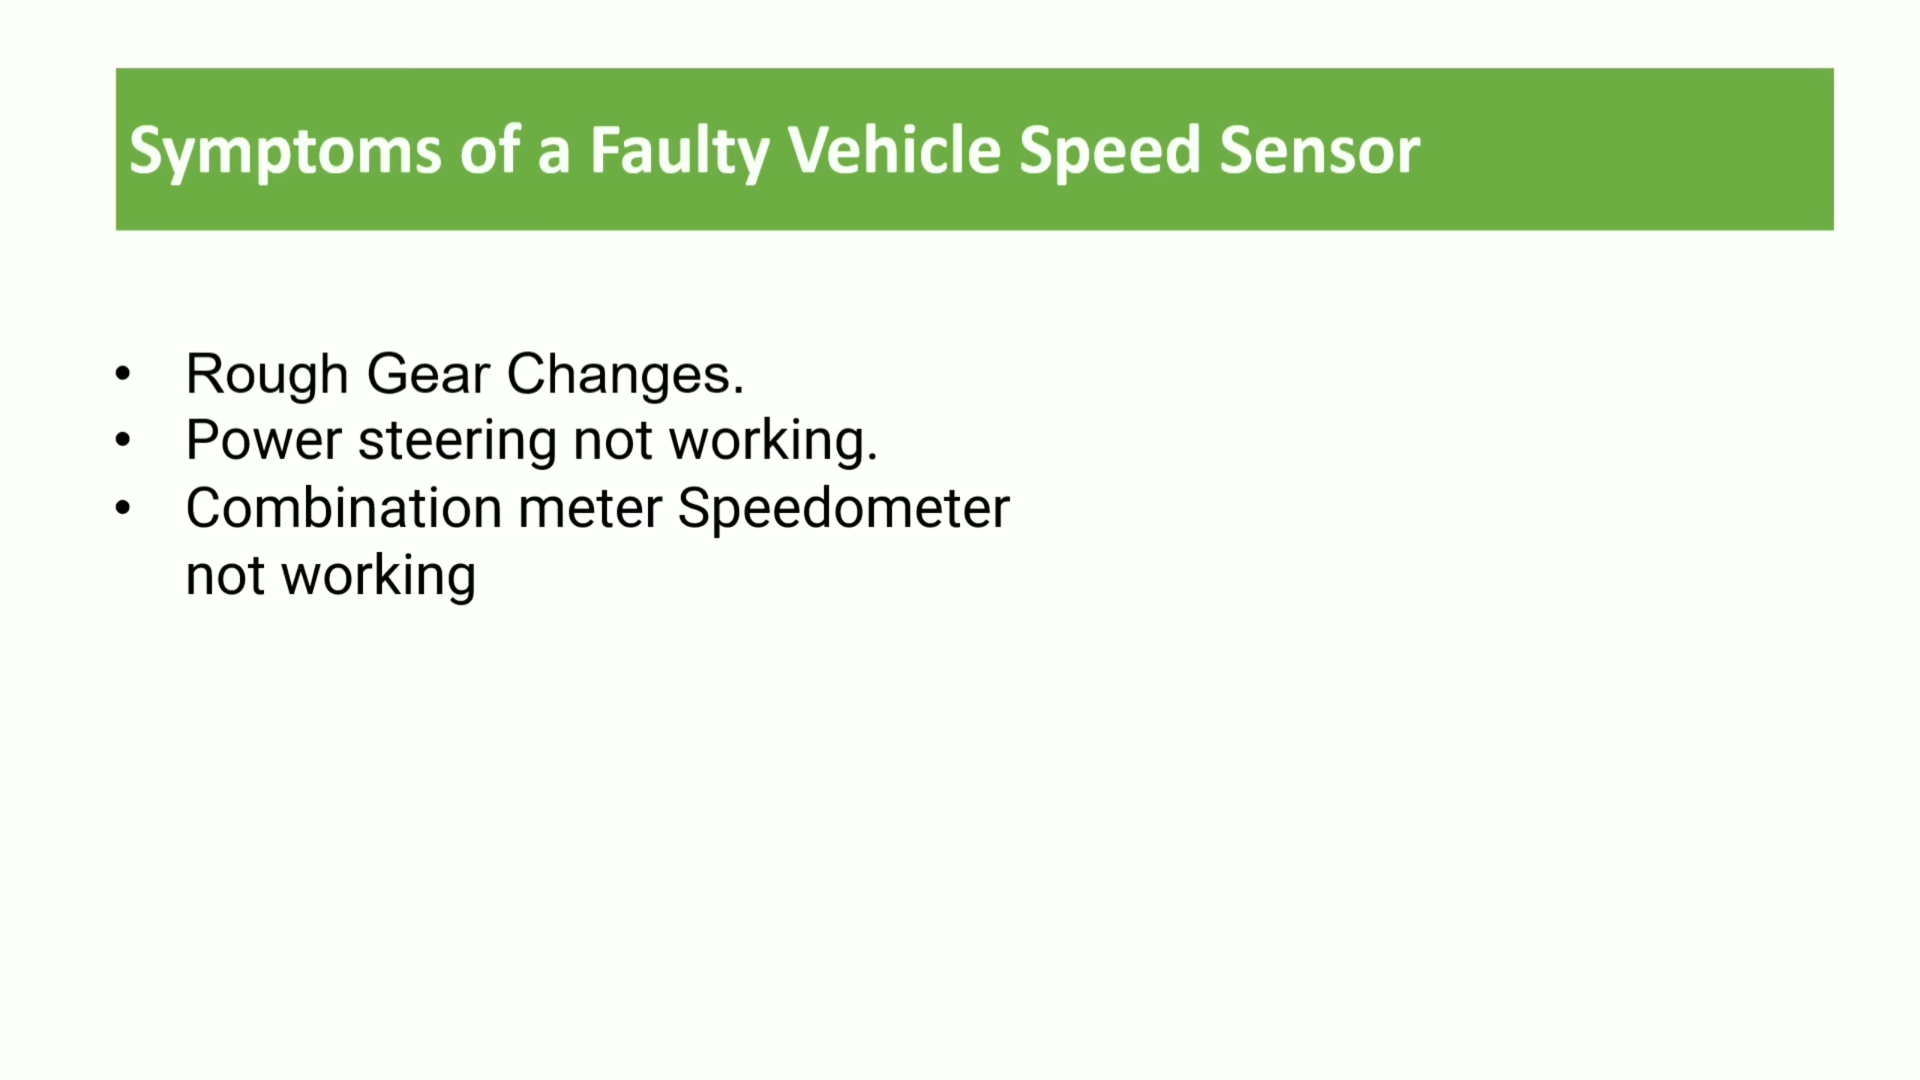 Symptoms of a Faulty Vehicle Speed Sensor
• Rough Gear Changes.
• Power steering not working.
• Combination meter Speedometer
not working